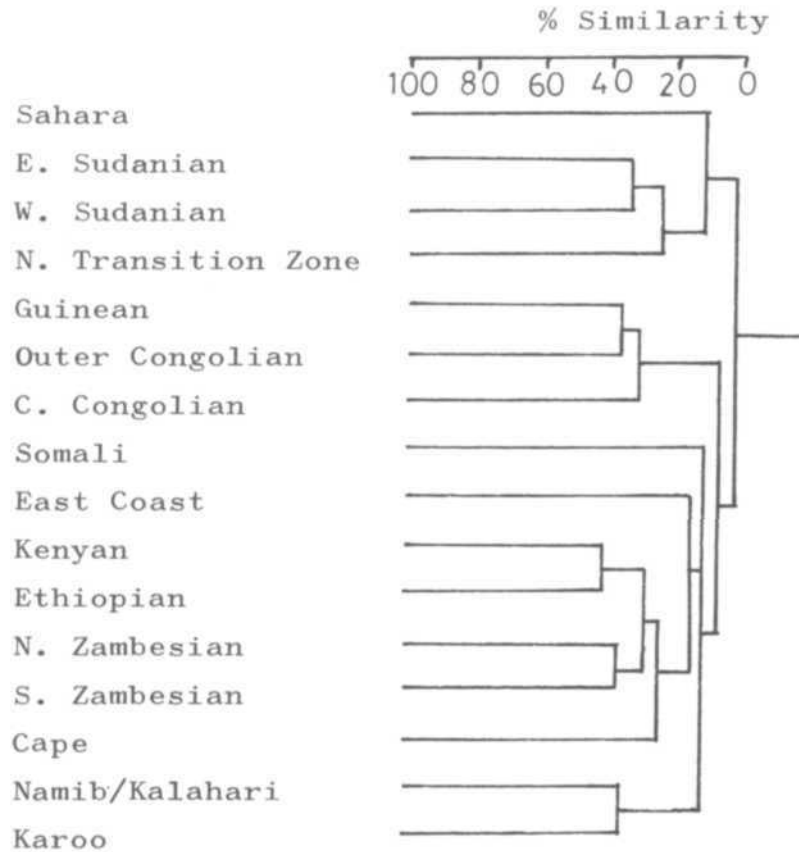 % Similarity
100 80 60 40 20 0
Sahara
E. Sudanian
W. Sudanian
N. Transition Zone
Guinean
Outer Congolian
C. Congolian
Somali
East Coast
Kenyan
Ethiopian
N. Zambesian
S. Zambesian
Cape
Namib/Kalahari
Karoo